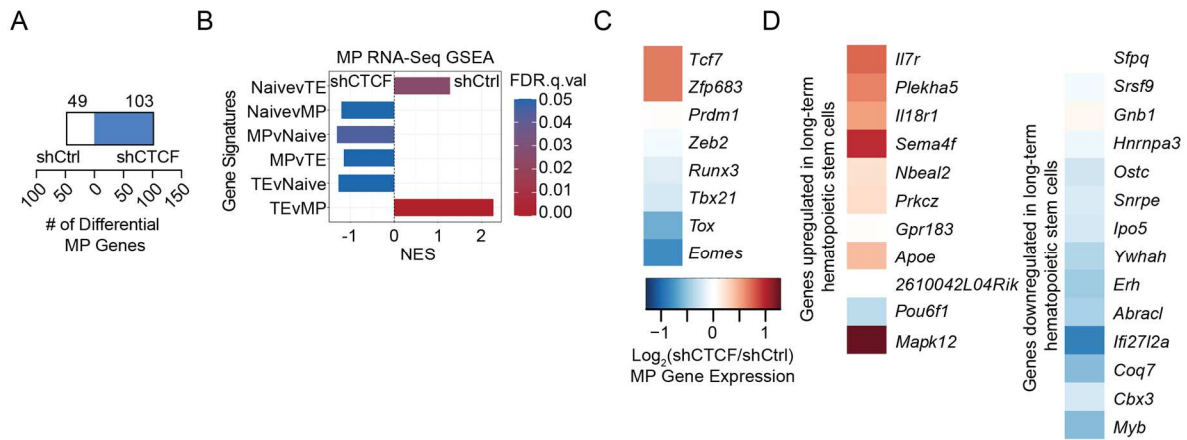 A
49
103
shCtrl
shCTCF
100
50
0
50
100
150
# of Differential
MP Genes
B
MP RNA-Seq GSEA
shCTCF
shCtrl
Gene Signatures
NaivevTE
NaivevMP
MPvNaive
MPvTE
TEvNaive
TEvMP
-1
0
1
2
NES
FDR.q.val
0.05
0.04
0.03
0.02
0.01
0.00
C
Tcf7
Zfp683
Prdm1
Zeb2
Runx3
Tbx21
Tox
Eomes
−1
0
1
Log2(shCTCF/shCtrl)
MP Gene Expression
D
Genes upregulated in long-term
hematopoietic stem cells
Il7r
Plekha5
Il18r1
Sema4f
Nbeal2
Prkcz
Gpr183
Apoe
2610042L04Rik
Pou6f1
Mapk12
Genes downregulated in long-term
hematopoietic stem cells
Sfpq
Srsf9
Gnb1
Hnrnpa3
Ostc
Snrpe
Ipo5
Ywhah
Erh
Abracl
Ifi27l2a
Coq7
Cbx3
Myb